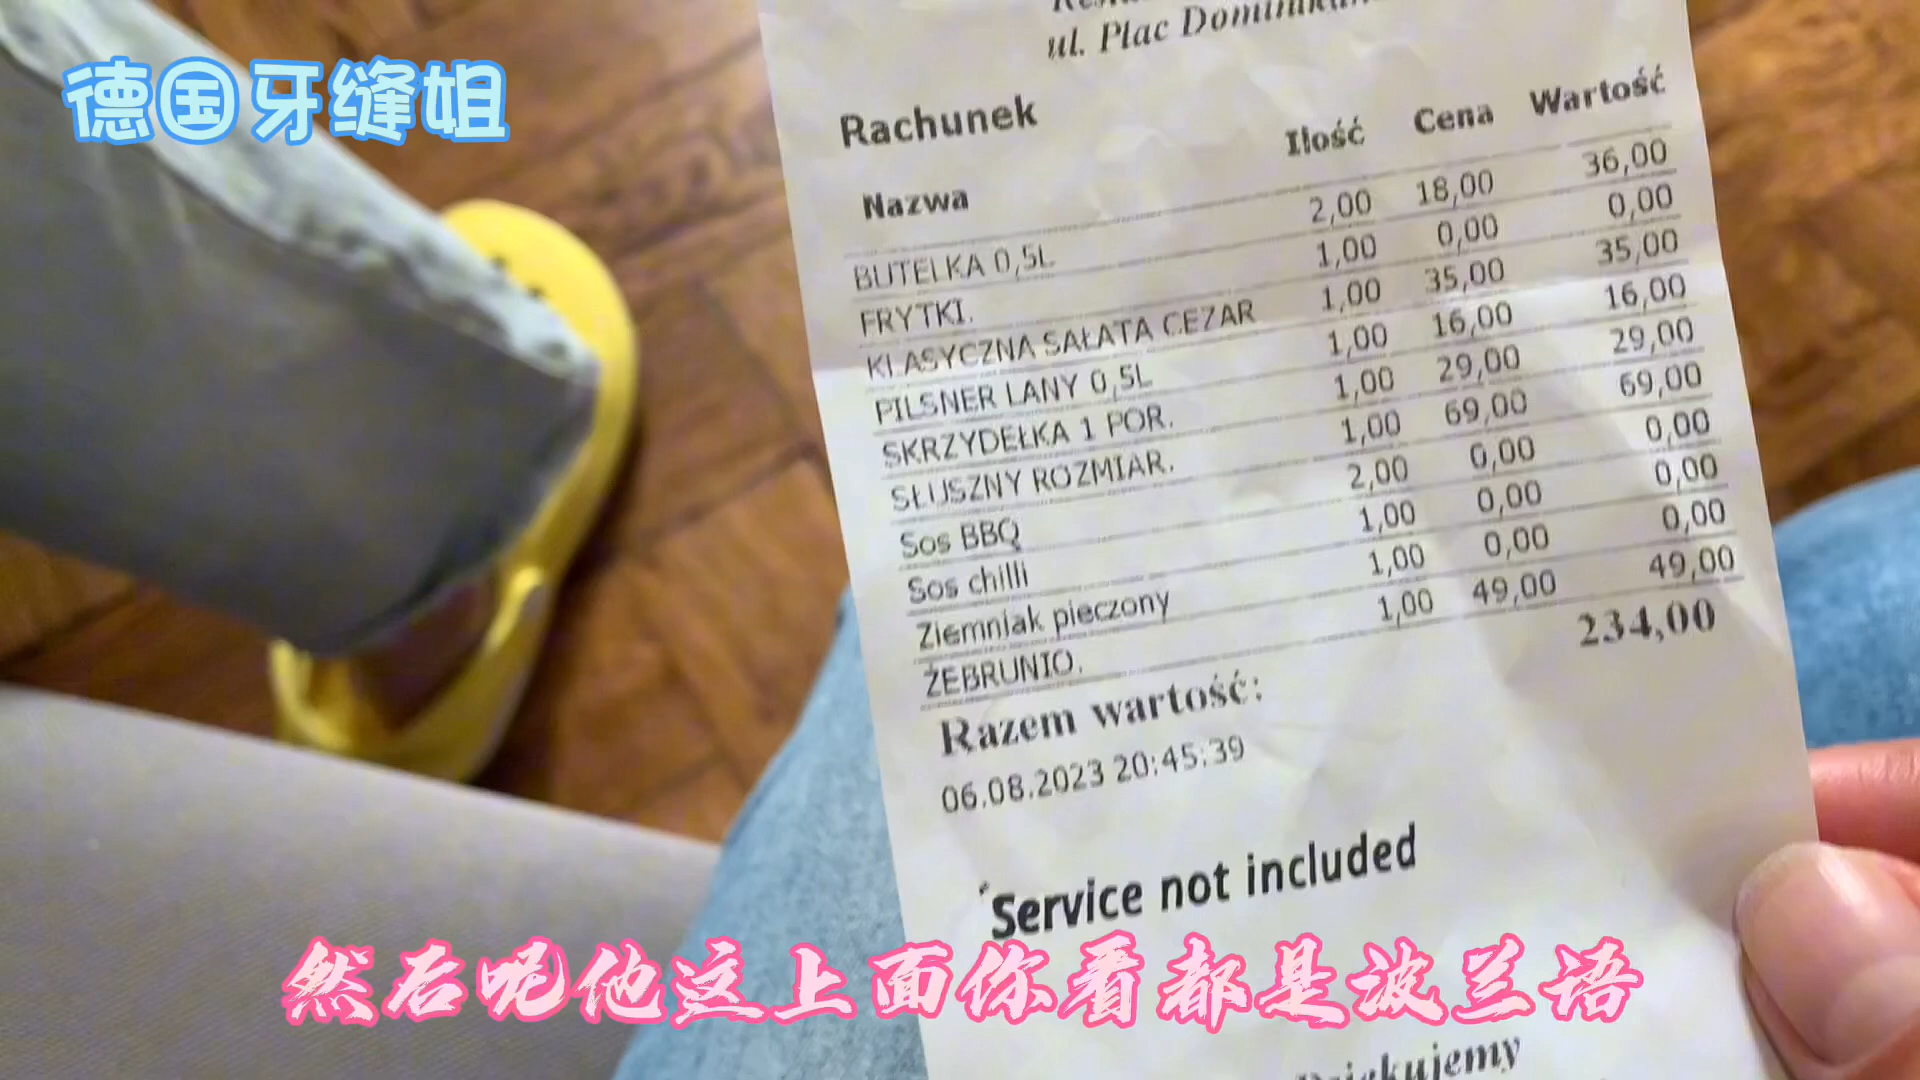 德国牙缝姐
ul. Plac
Rachunek
Nazwa Ilość Cena Wartość
BUTELKA 0,5L 2,00 18,00 36,00
FRYTKI. 1,00 0,00 0,00
KLASYCZNA SAŁATA CEZAR 1,00 35,00 35,00
PILSNER LANY 0,5L 1,00 16,00 16,00
SKRZYDEŁKA 1 POR. 1,00 29,00 29,00
SŁUSZNY ROZMIAR. 1,00 69,00 69,00
Sos BBQ 2,00 0,00 0,00
Sos chilli 1,00 0,00 0,00
Ziemniak pieczony 1,00 0,00 0,00
ŻEBRUNIO. 1,00 49,00 49,00
Razem wartość: 234,00
06.08.2023 20:45:39
Service not included
然后呢他这上面你看都是波兰语